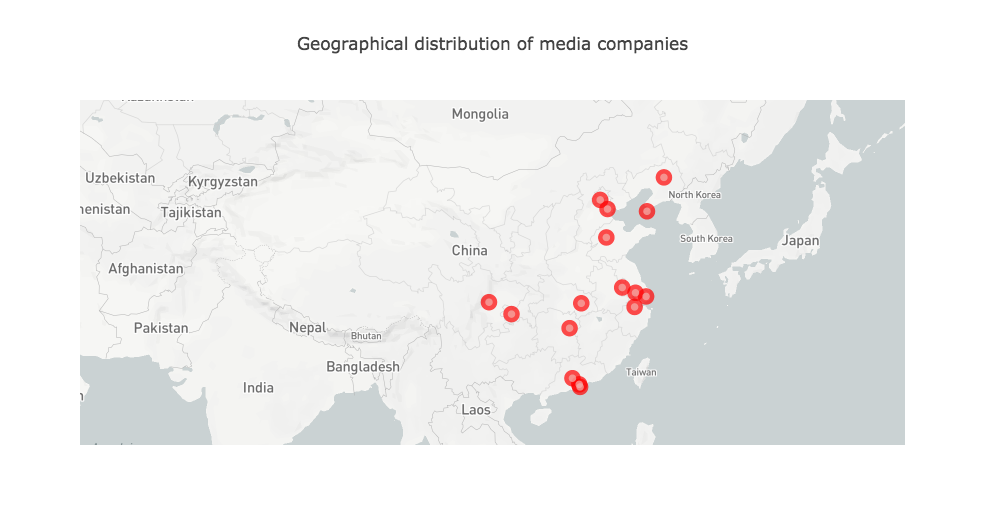 Geographical distribution of media companies
Mongolia
Uzbekistan
Kyrgyzstan
North Korea
menistan
Tajikistan
South Korea
Japan
China
Afghanistan
Pakistan
Nepal
Bhutan
Bangladesh
Taiwan
India
Laos